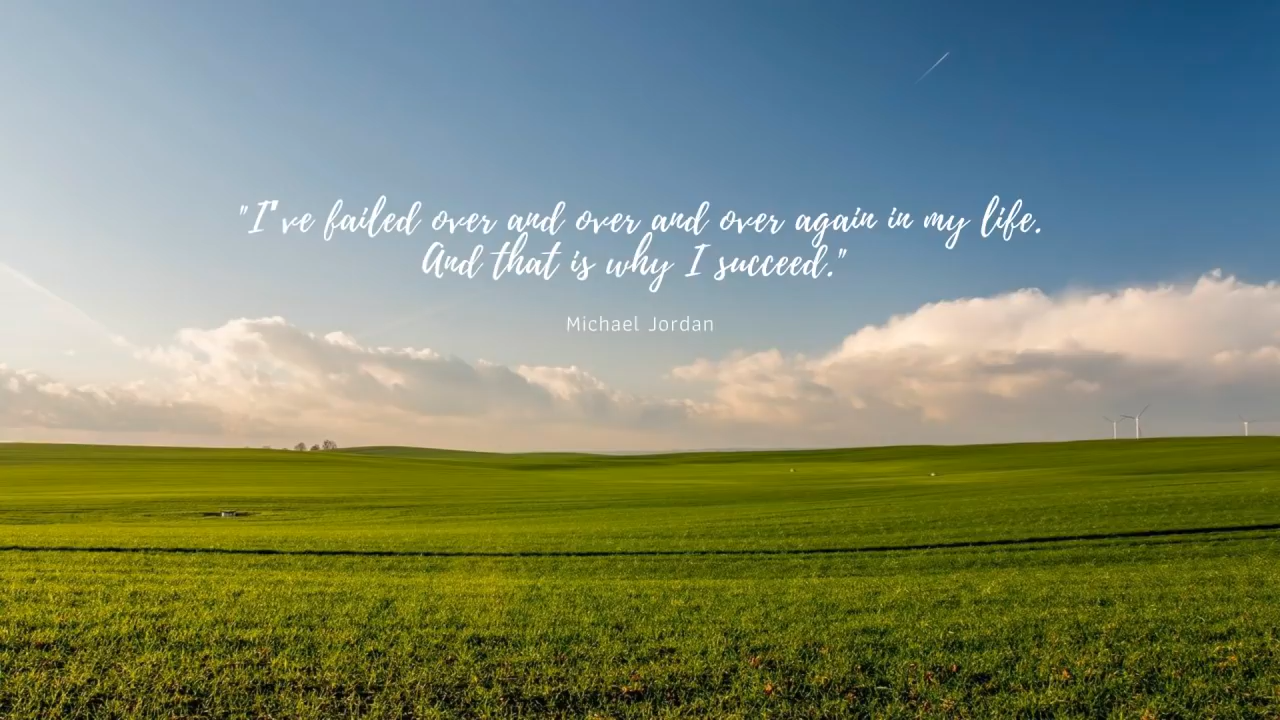 "I've failed over and over and over again in my life.
And that is why I succeed."
Michael Jordan